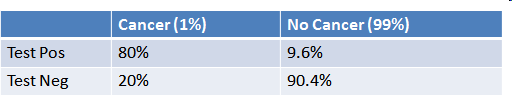 Cancer (1%) No Cancer (99%)
Test Pos 80% 9.6%
Test Neg 20% 90.4%